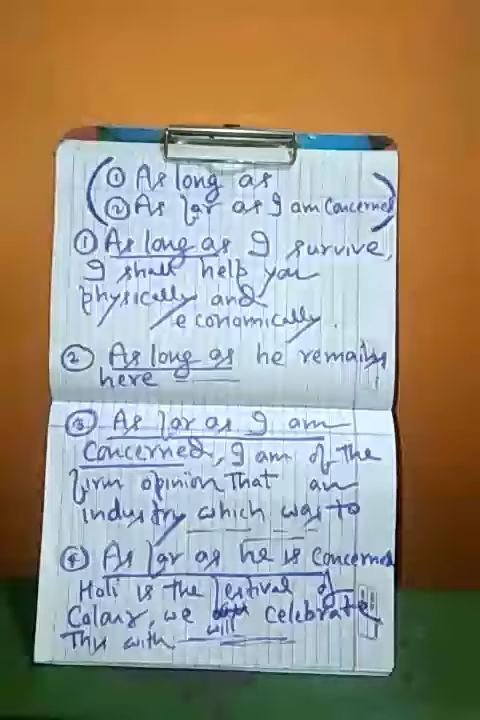 (① As long as
② As far as I am Concerned)
① As long as I survive,
I shall help you
physically and
economically.
② As long as he remains
here
③ As far as I am
Concerned, I am of the
firm opinion That an
industry which was to
④ As far as he is Concerned
Holi is the festival of
Colour, we will celebrate
This with